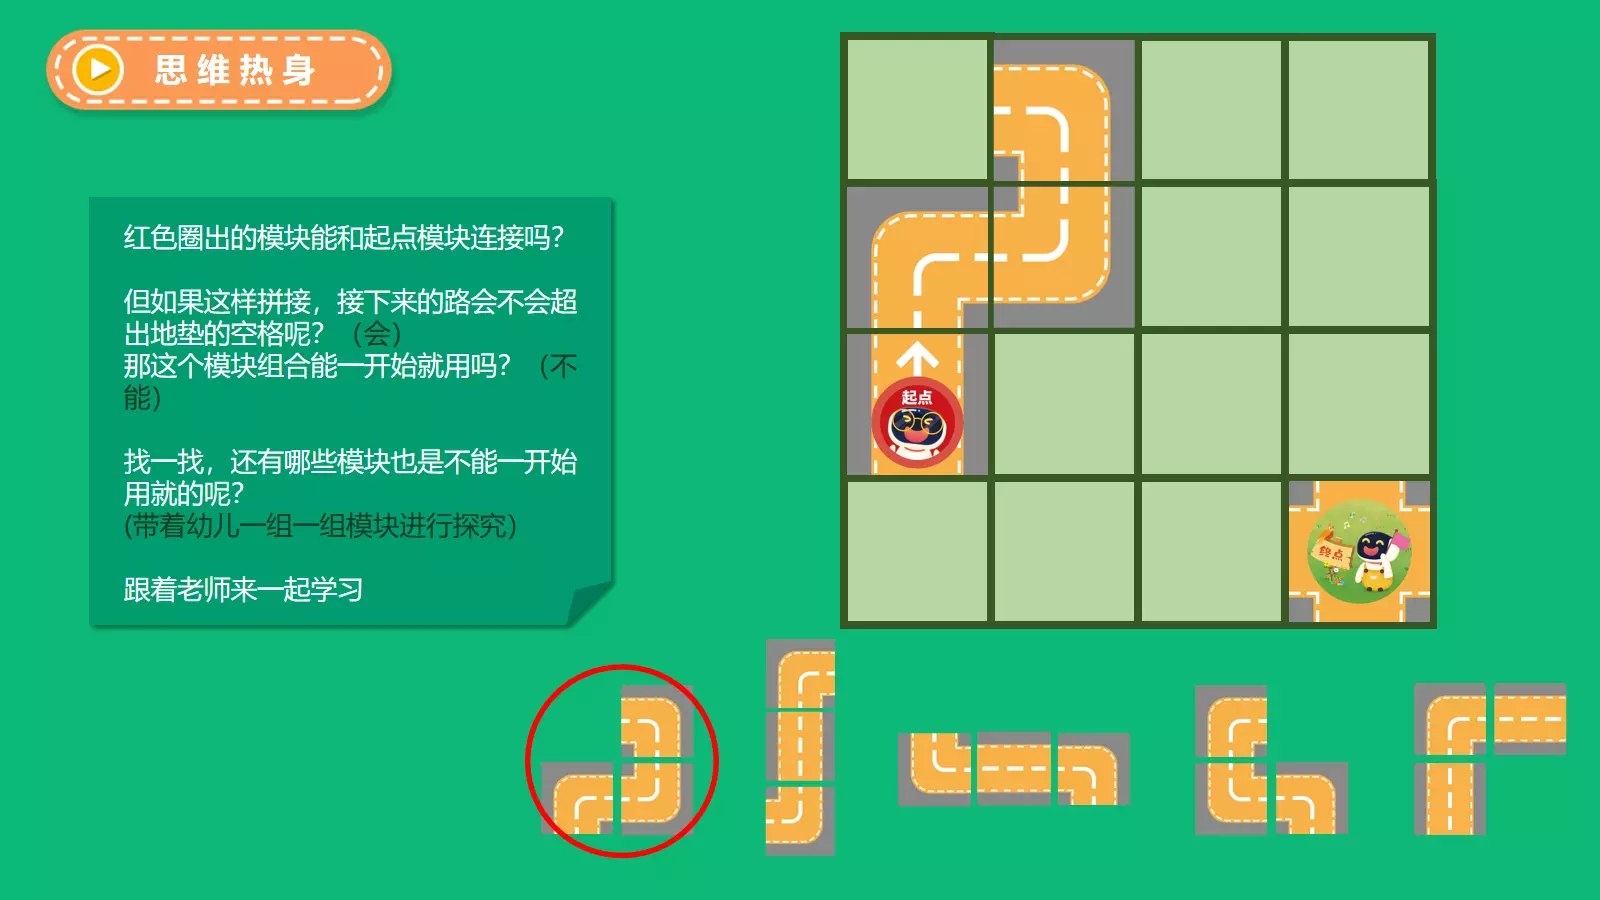 思维热身
红色圈出的模块能和起点模块连接吗？
但如果这样拼接，接下来的路会不会超
出地垫的空格呢？（会）
那这个模块组合能一开始就用吗？（不
能）
找一找，还有哪些模块也是不能一开始
用就的呢？
(带着幼儿一组一组模块进行探究）
跟着老师来一起学习
起点
终点